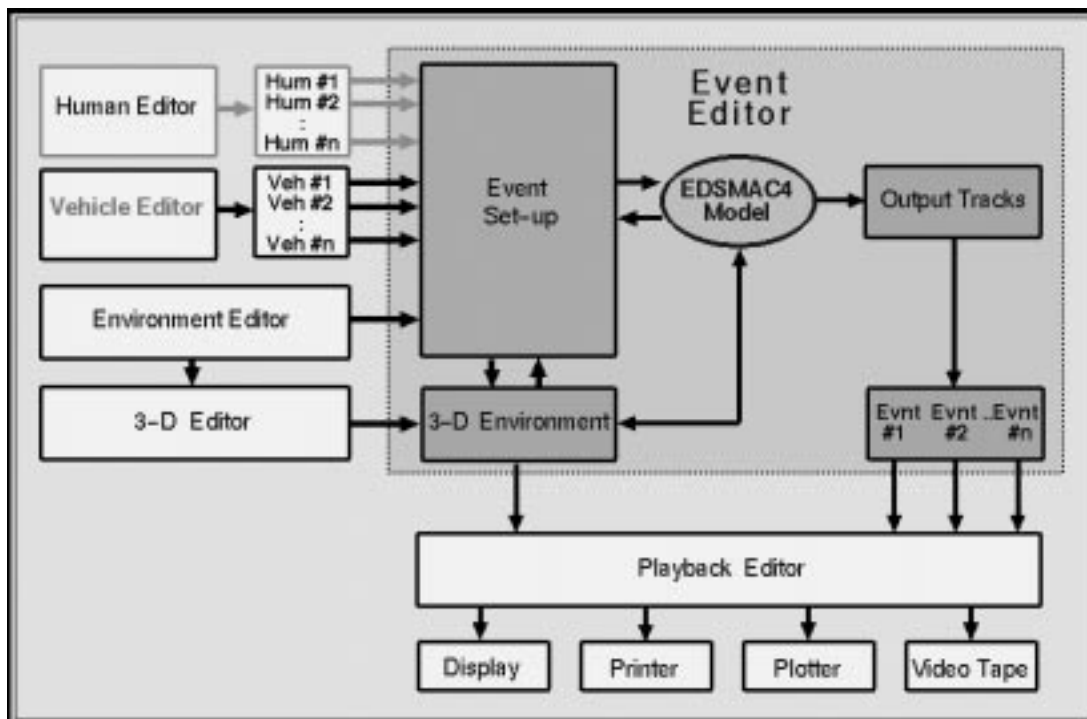 Event
Editor
Human Editor
Hum #1
Hum #2
:
Hum #n
Vehicle Editor
Veh #1
Veh #2
:
Veh #n
Event
Set-up
EDSMAC4
Model
Output Tracks
Environment Editor
3-D Editor
3-D Environment
Evnt Evnt ..Evnt
#1 #2 #n
Playback Editor
Display
Printer
Plotter
Video Tape